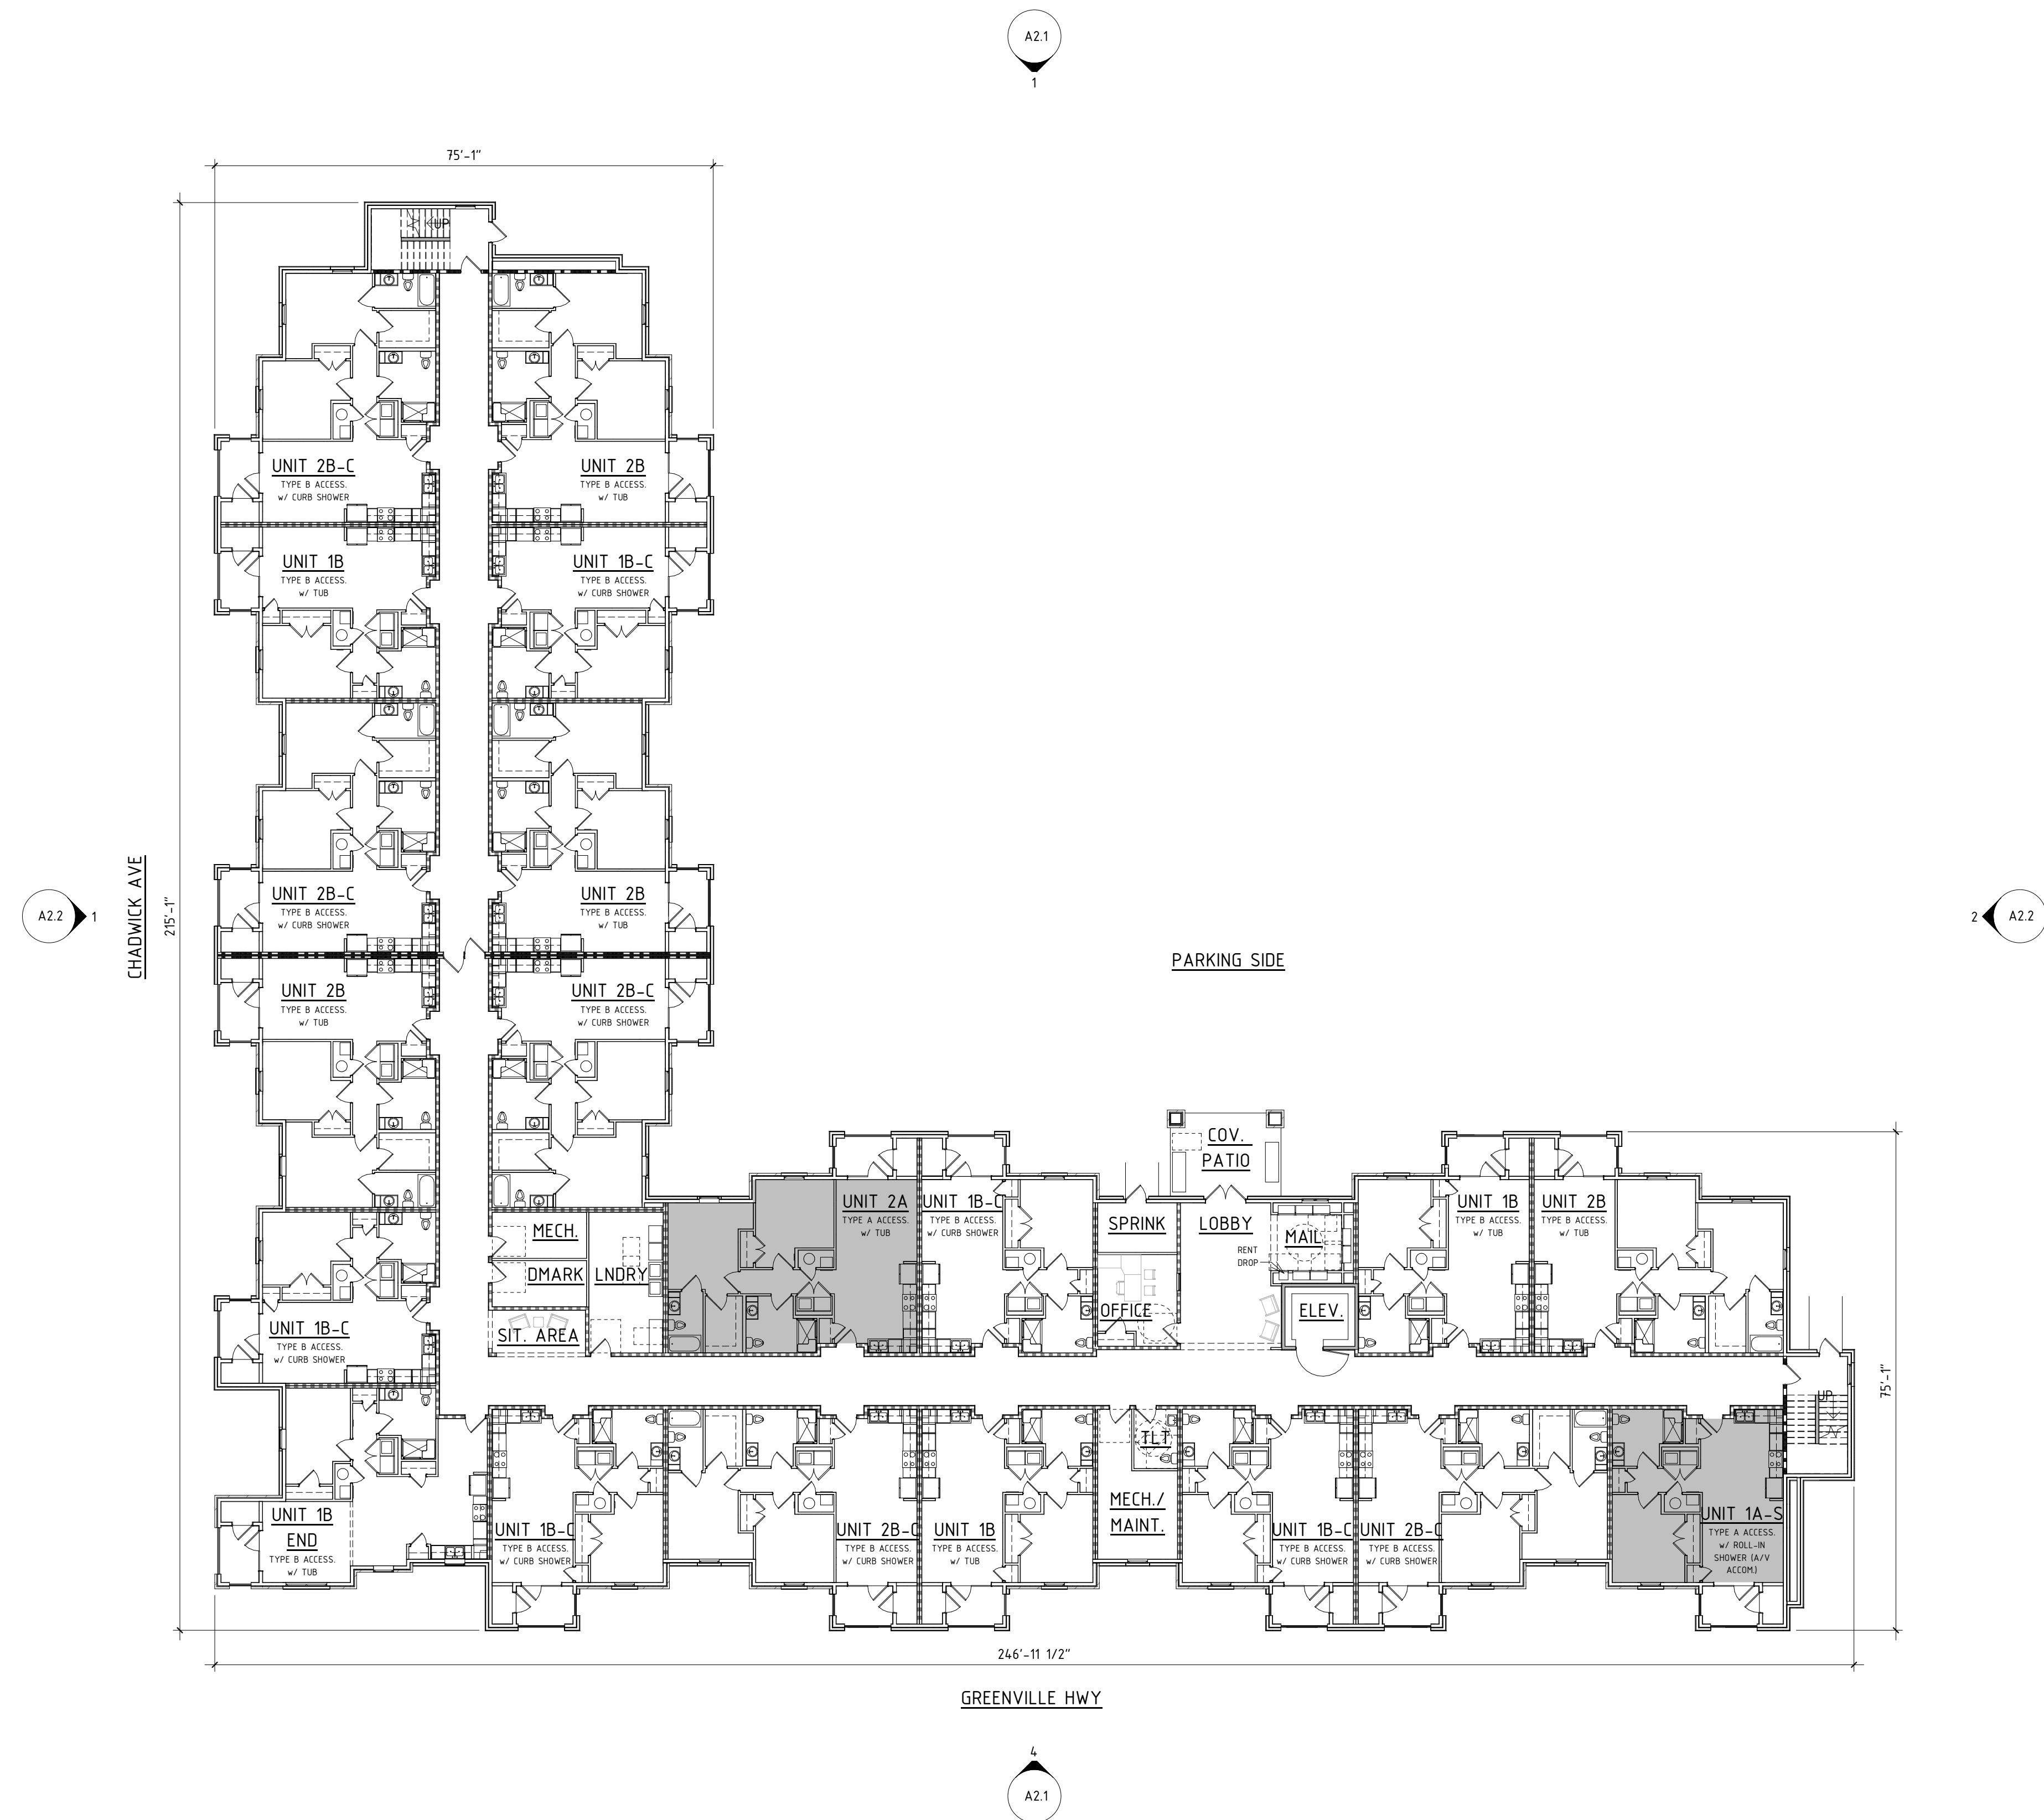 A2.1
1
75'-1"
UP
UNIT 2B-C
TYPE B ACCESS.
w/ CURB SHOWER
UNIT 2B
TYPE B ACCESS.
w/ TUB
UNIT 1B
TYPE B ACCESS.
w/ TUB
UNIT 1B-C
TYPE B ACCESS.
w/ CURB SHOWER
CHADWICK AVE
215'-1"
A2.2
1
UNIT 2B-C
TYPE B ACCESS.
w/ CURB SHOWER
UNIT 2B
TYPE B ACCESS.
w/ TUB
2
A2.2
PARKING SIDE
UNIT 2B
TYPE B ACCESS.
w/ TUB
UNIT 2B-C
TYPE B ACCESS.
w/ CURB SHOWER
COV.
PATIO
MECH.
DMARK
LNDRY
SIT. AREA
UNIT 2A
TYPE A ACCESS.
w/ TUB
UNIT 1B-C
TYPE B ACCESS.
w/ CURB SHOWER
SPRINK
OFFICE
LOBBY
RENT
DROP
MAIL
ELEV.
UNIT 1B
TYPE B ACCESS.
w/ TUB
UNIT 2B
TYPE B ACCESS.
w/ TUB
75'-1"
UP
UNIT 1B-C
TYPE B ACCESS.
w/ CURB SHOWER
UNIT 1B
END
TYPE B ACCESS.
w/ TUB
UNIT 1B-C
TYPE B ACCESS.
w/ CURB SHOWER
UNIT 2B-C
TYPE B ACCESS.
w/ CURB SHOWER
UNIT 1B
TYPE B ACCESS.
w/ TUB
TLT
MECH./
MAINT.
UNIT 1B-C
TYPE B ACCESS.
w/ CURB SHOWER
UNIT 2B-C
TYPE B ACCESS.
w/ CURB SHOWER
UNIT 1A-S
TYPE A ACCESS.
w/ ROLL-IN
SHOWER (A/V
ACCOM.)
246'-11 1/2"
GREENVILLE HWY
4
A2.1